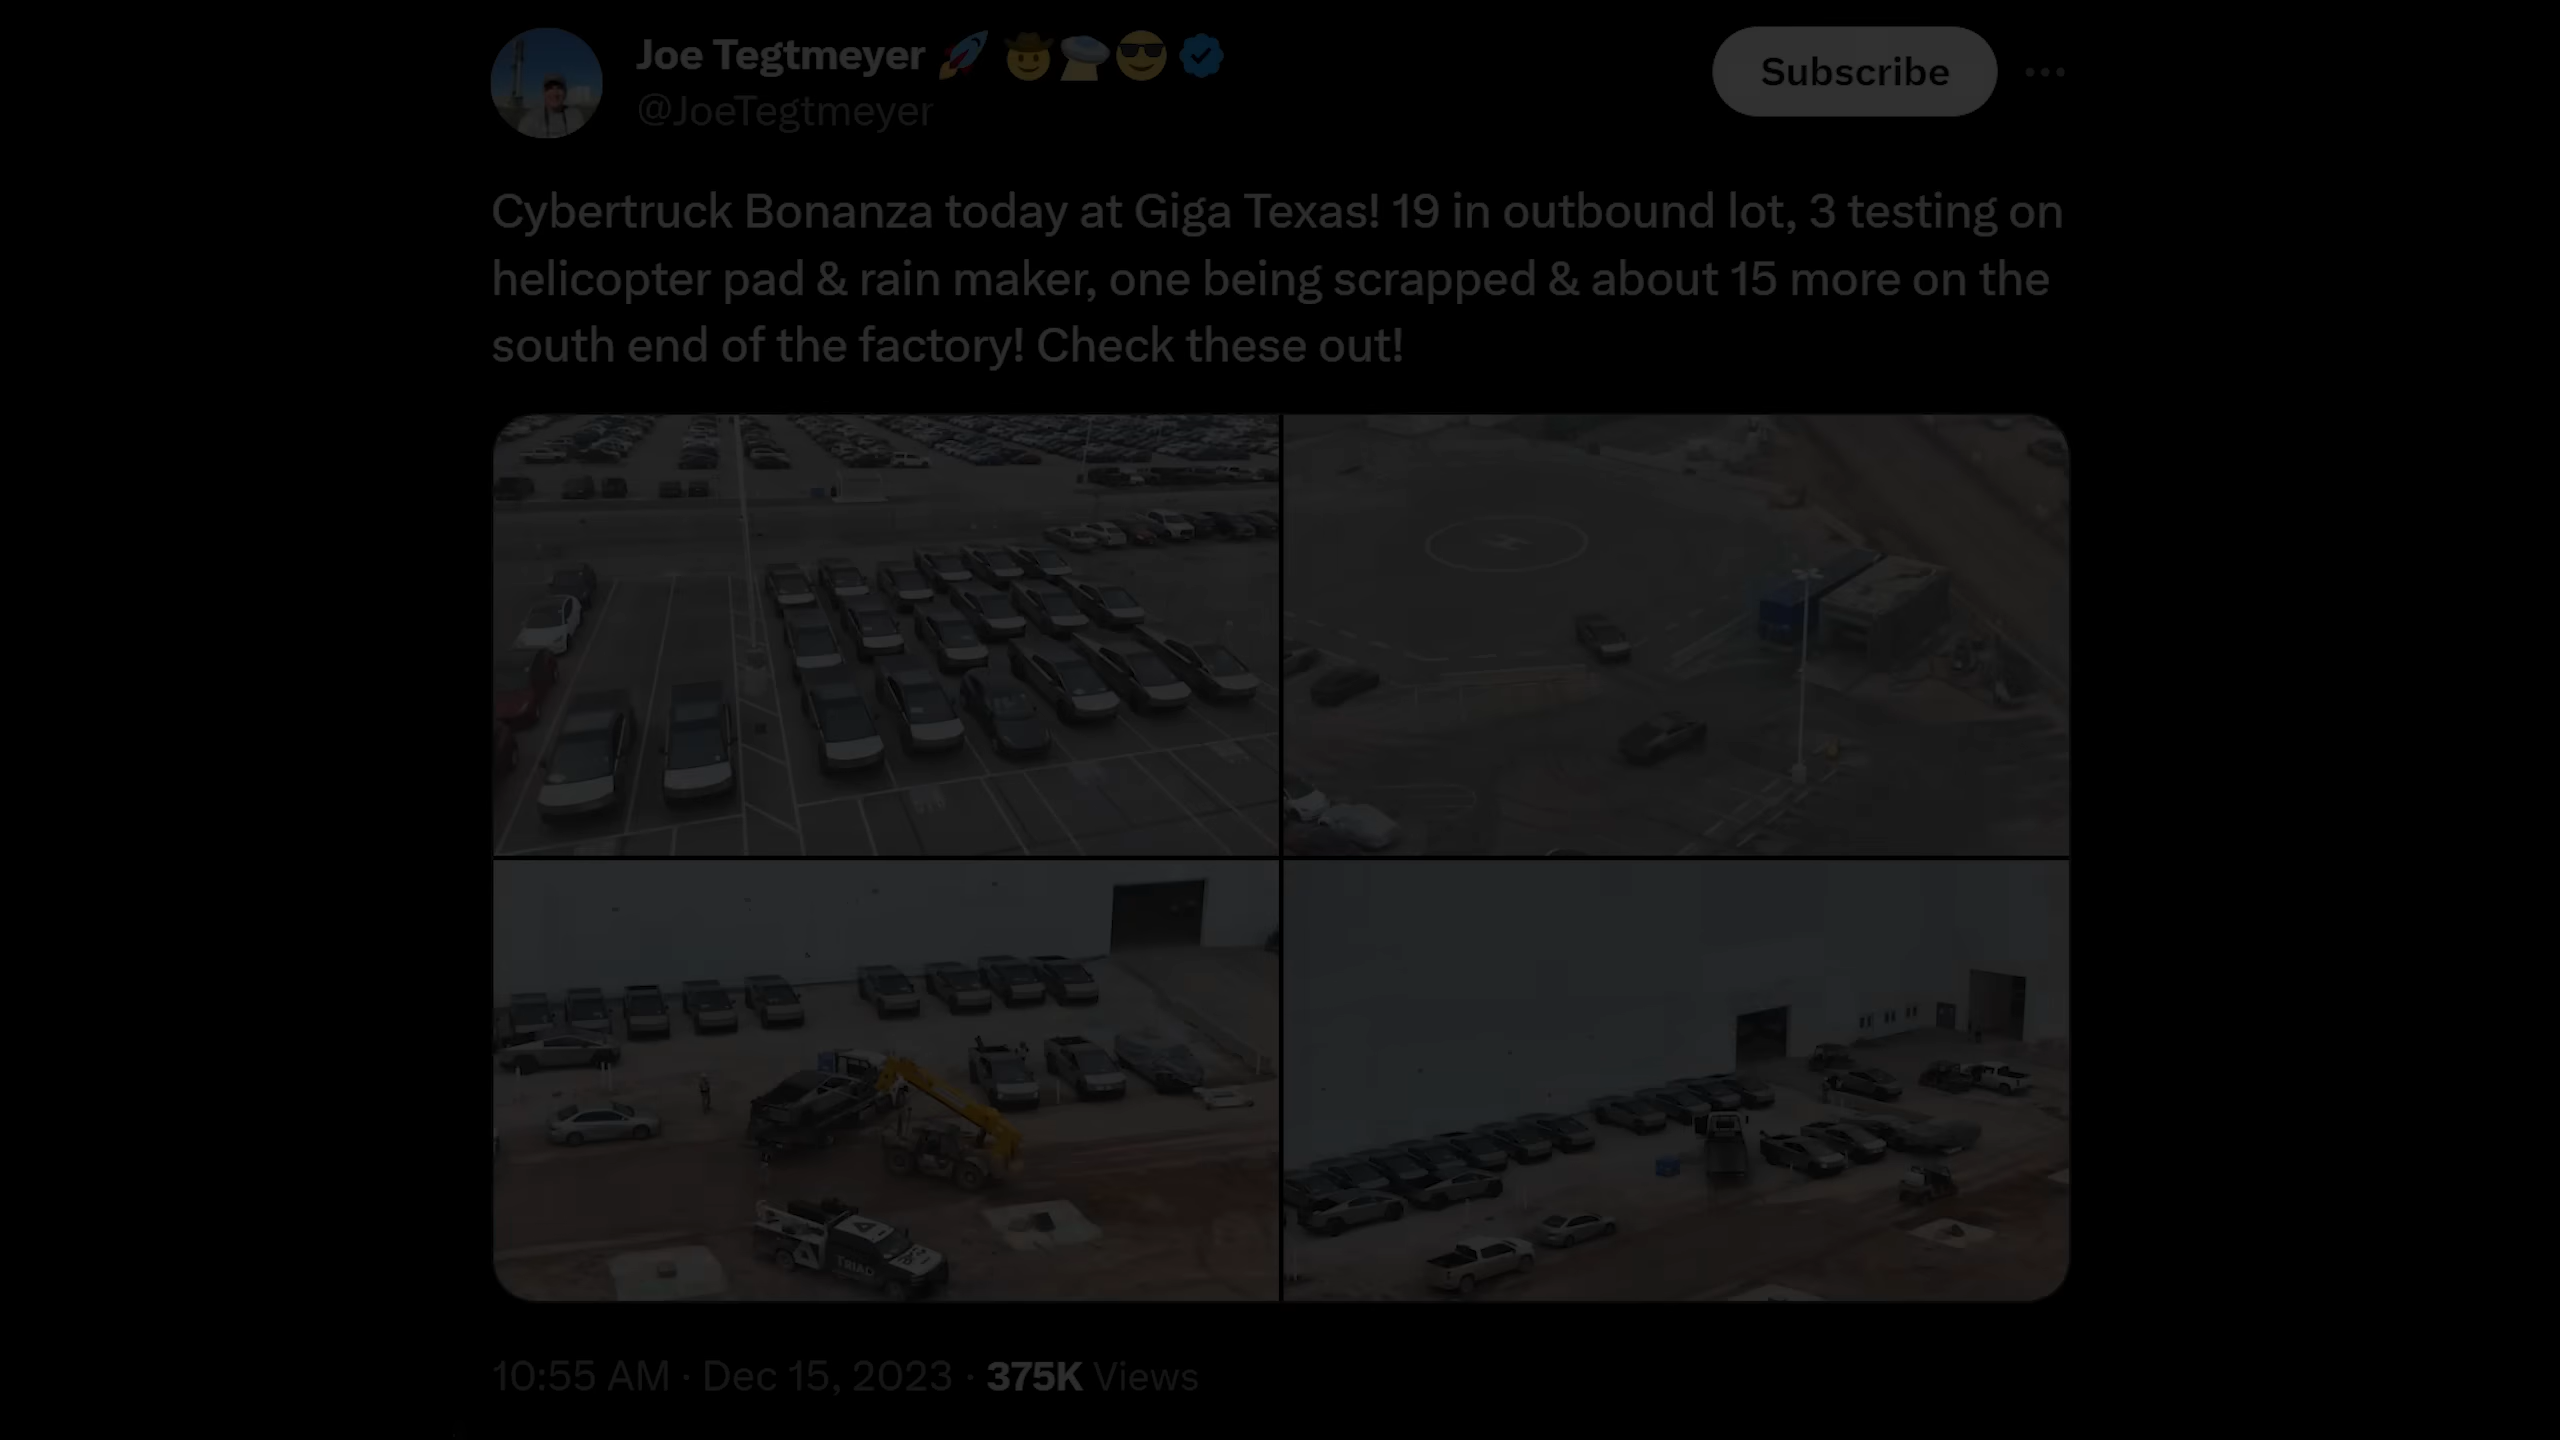 Joe Tegtmeyer 🚀 🤠🛸😎
@JoeTegtmeyer
Subscribe
Cybertruck Bonanza today at Giga Texas! 19 in outbound lot, 3 testing on
helicopter pad & rain maker, one being scrapped & about 15 more on the
south end of the factory! Check these out!
H
TRIAD
10:55 AM · Dec 15, 2023 · 375K Views